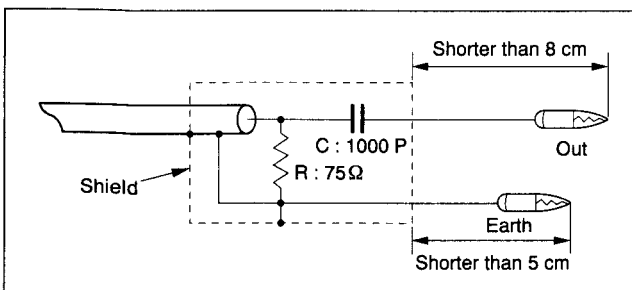 Shorter than 8 cm
C : 1000 P
Out
R : 75Ω
Shield
Earth
Shorter than 5 cm